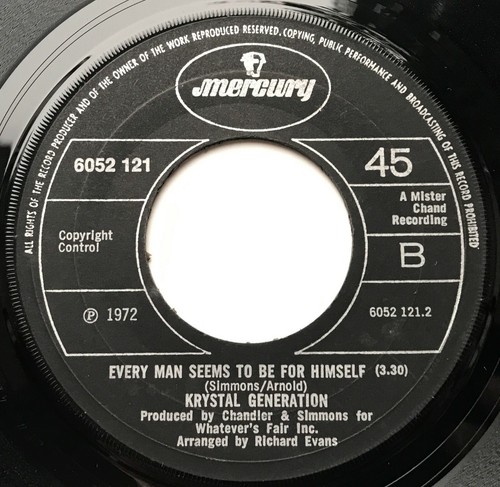 ALL RIGHTS OF THE RECORD PRODUCER AND OF THE OWNER OF THE WORK REPRODUCED RESERVED. COPYING, PUBLIC PERFORMANCE AND BROADCASTING OF THIS RECORD PROHIBITED
mercury
6052 121
45
A Mister
Chand
Recording
Copyright
Control
B
℗ 1972
6052 121.2
EVERY MAN SEEMS TO BE FOR HIMSELF (3.30)
(Simmons/Arnold)
KRYSTAL GENERATION
Produced by Chandler & Simmons for
Whatever's Fair Inc.
Arranged by Richard Evans